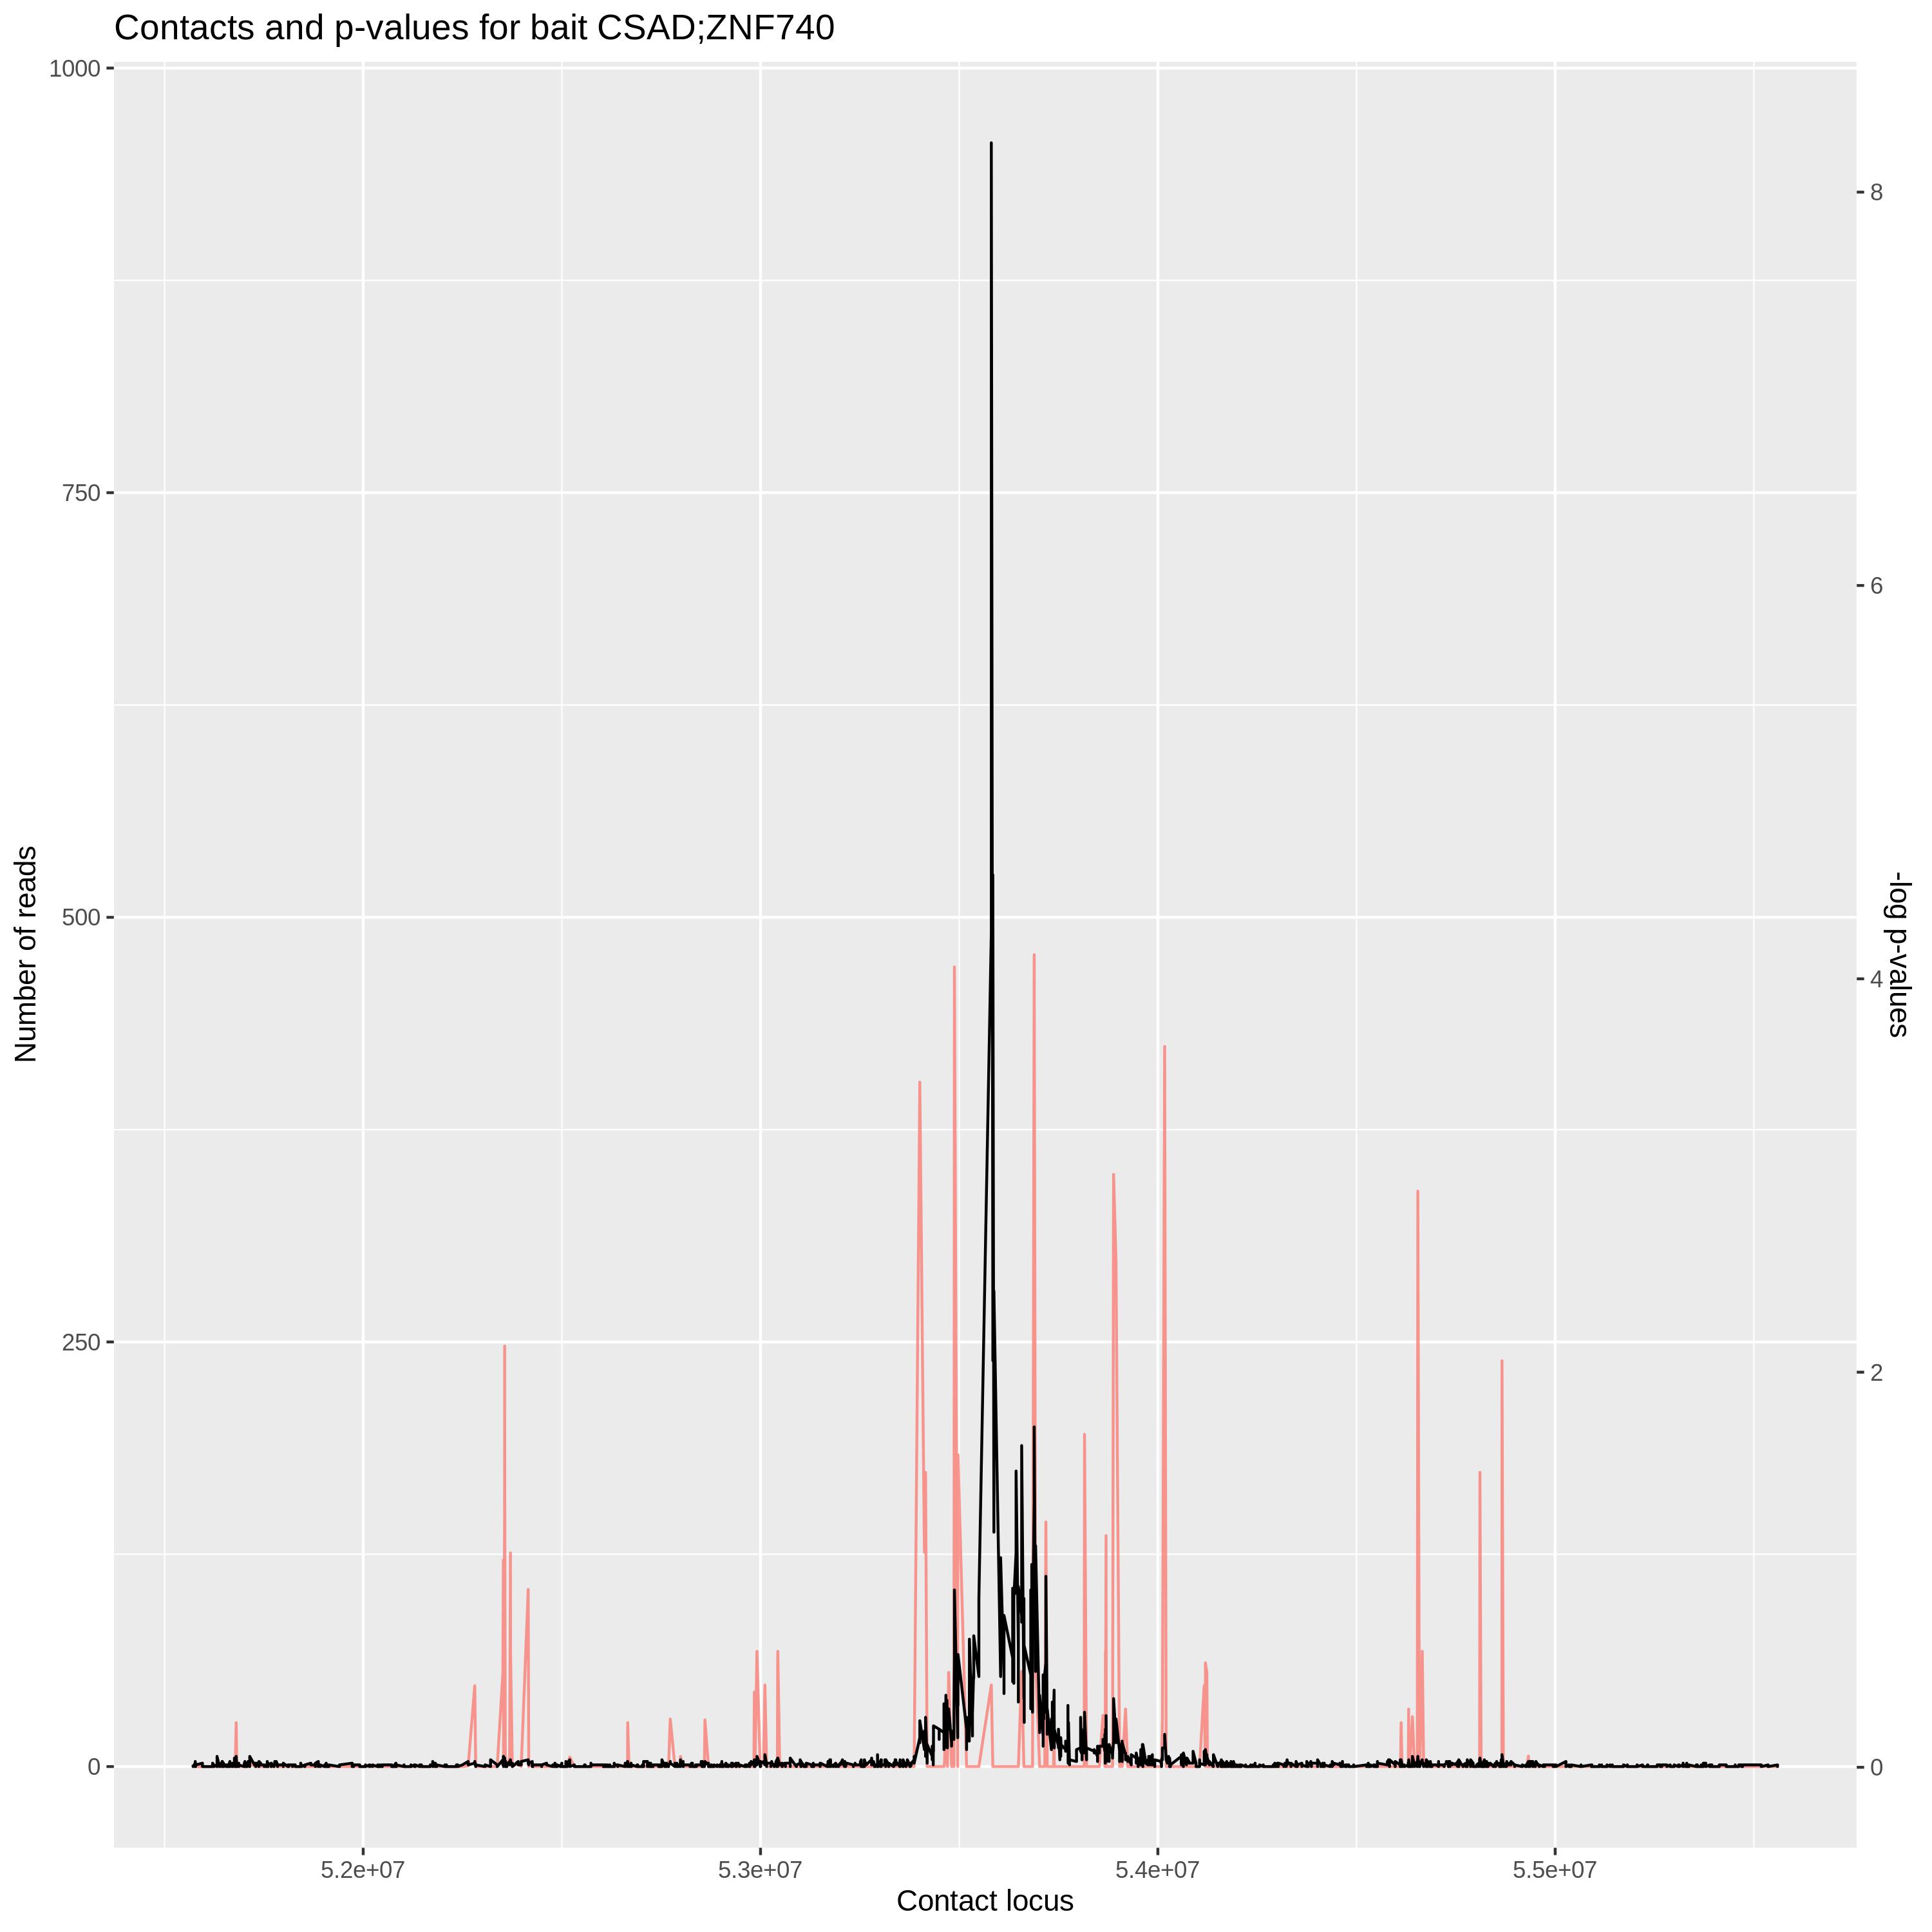 Contacts and p-values for bait CSAD;ZNF740
1000
750
500
250
0
Number of reads
8
6
4
2
0
-log p-values
5.2e+07
5.3e+07
5.4e+07
5.5e+07
Contact locus